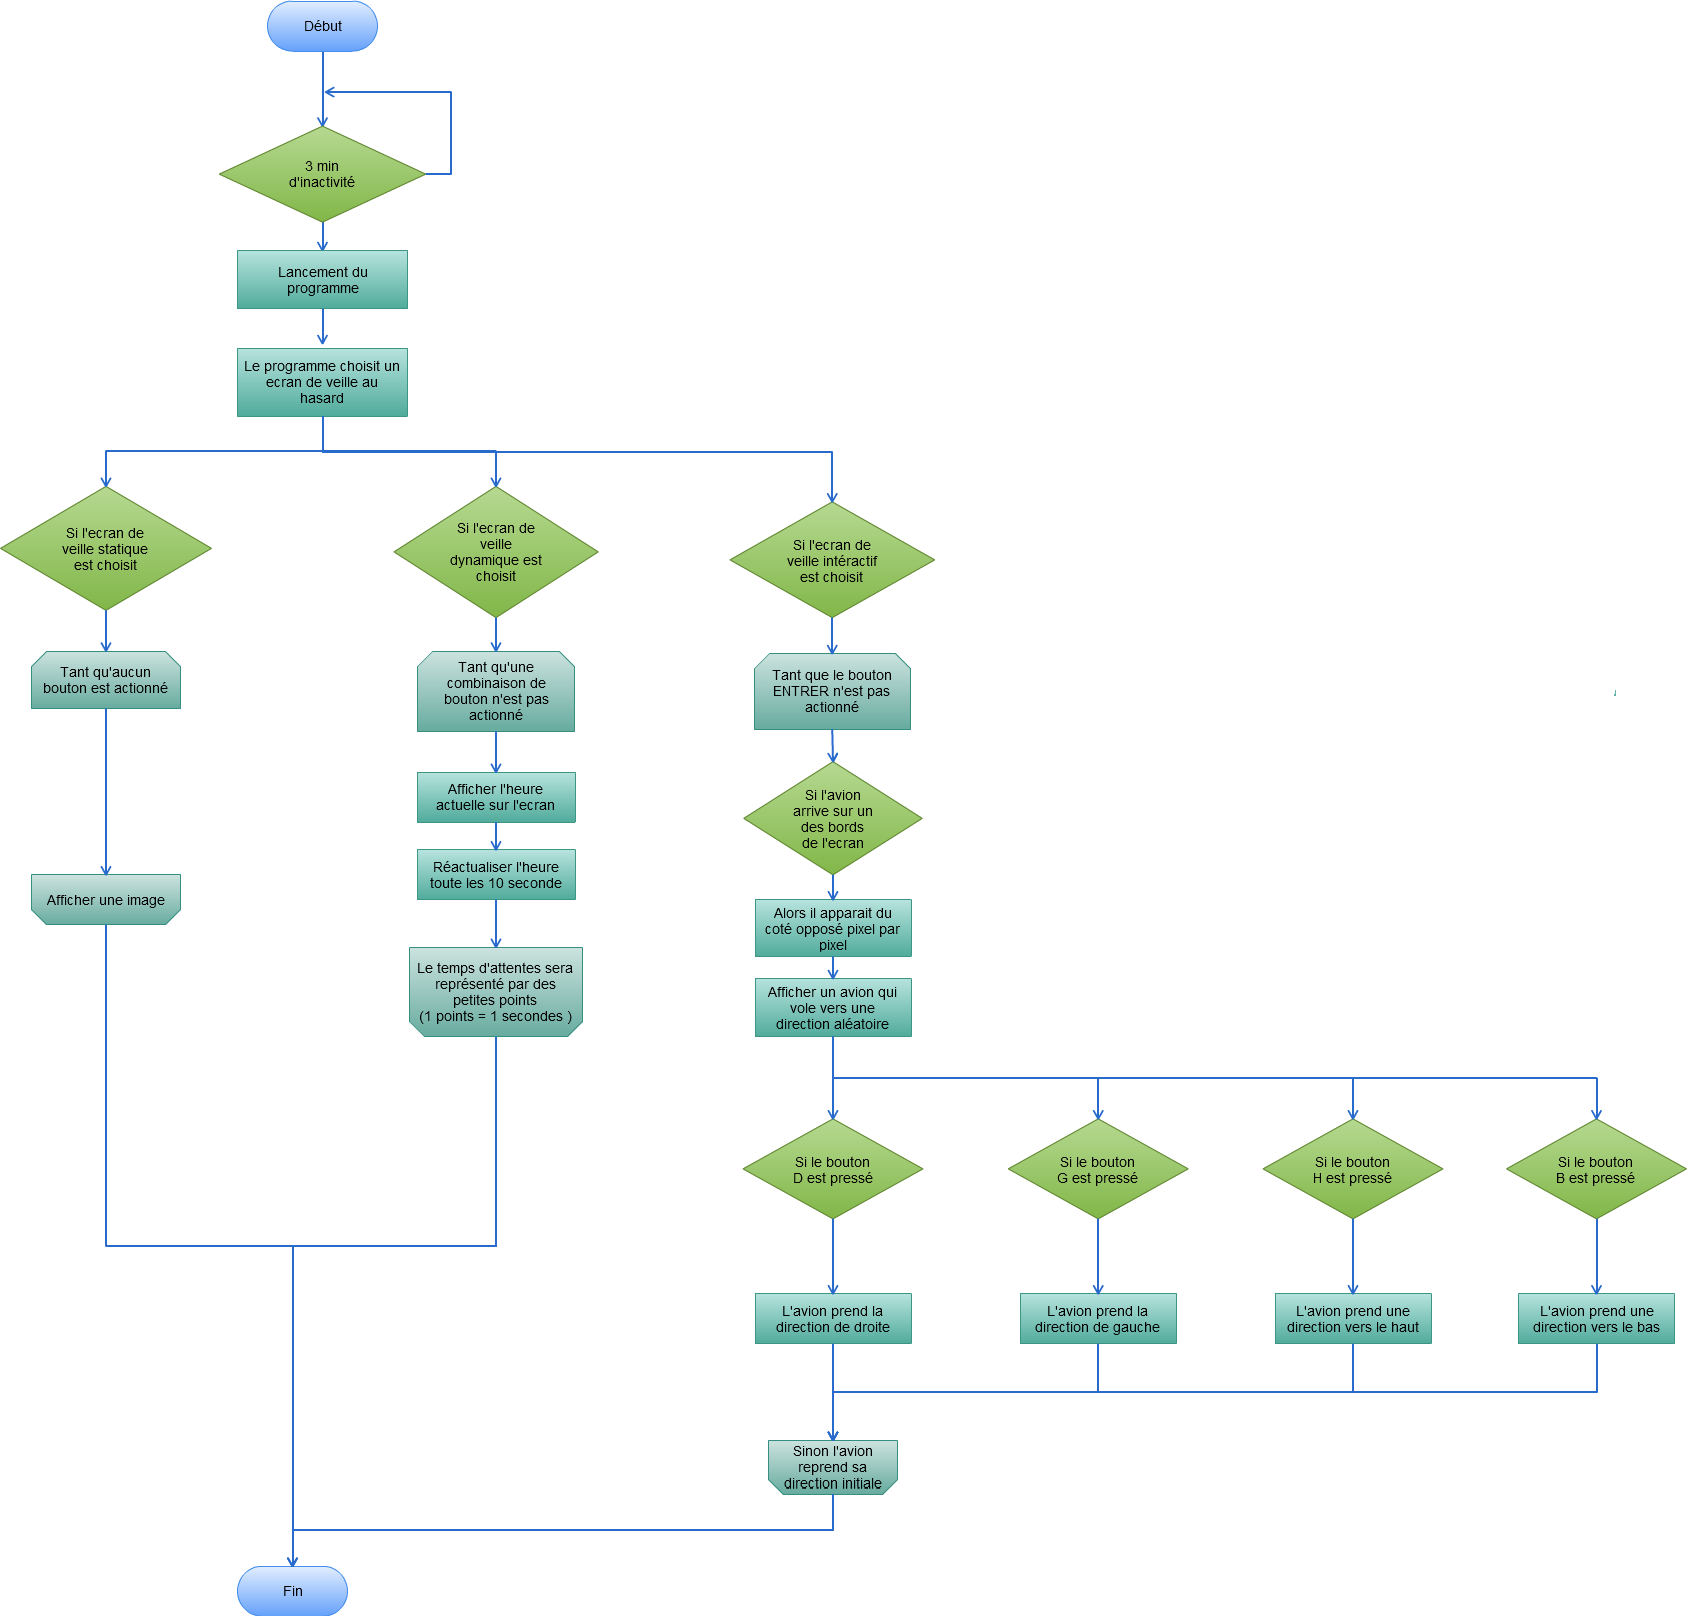 Début
3 min
d'inactivité
Lancement du
programme
Le programme choisit un
ecran de veille au
hasard
Si l'ecran de
veille statique
est choisit
Si l'ecran de
veille
dynamique est
choisit
Si l'ecran de
veille intéractif
est choisit
Tant qu'aucun
bouton est actionné
Tant qu'une
combinaison de
bouton n'est pas
actionné
Tant que le bouton
ENTRER n'est pas
actionné
Afficher l'heure
actuelle sur l'ecran
Si l'avion
arrive sur un
des bords
de l'ecran
Afficher une image
Réactualiser l'heure
toute les 10 seconde
Alors il apparait du
coté opposé pixel par
pixel
Le temps d'attentes sera
représenté par des
petites points
(1 points = 1 secondes )
Afficher un avion qui
vole vers une
direction aléatoire
Si le bouton
D est pressé
Si le bouton
G est pressé
Si le bouton
H est pressé
Si le bouton
B est pressé
L'avion prend la
direction de droite
L'avion prend la
direction de gauche
L'avion prend une
direction vers le haut
L'avion prend une
direction vers le bas
Sinon l'avion
reprend sa
direction initiale
Fin